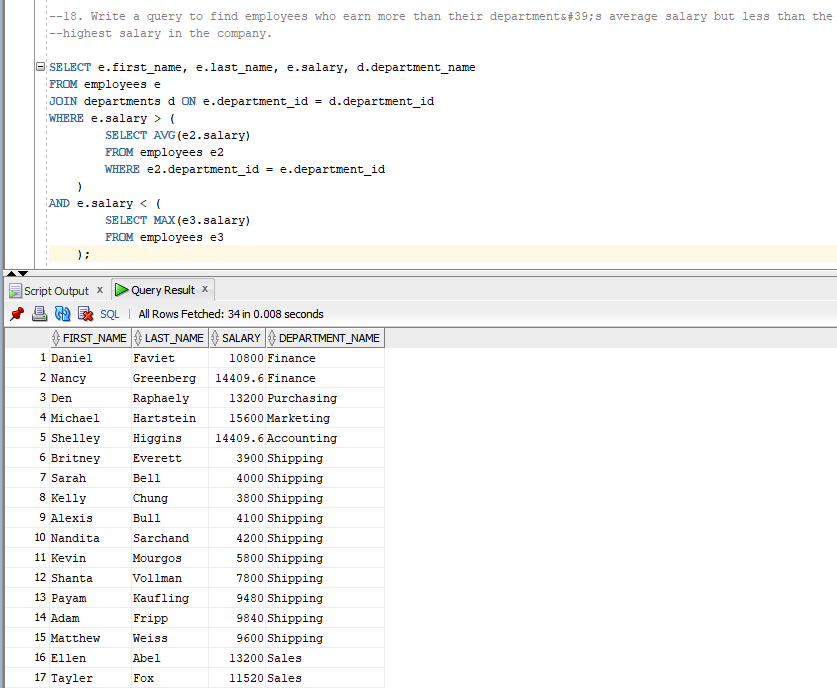 --18. Write a query to find employees who earn more than their department&#39;s average salary but less than the
--highest salary in the company.
SELECT e.first_name, e.last_name, e.salary, d.department_name
FROM employees e
JOIN departments d ON e.department_id = d.department_id
WHERE e.salary > (
SELECT AVG(e2.salary)
FROM employees e2
WHERE e2.department_id = e.department_id
)
AND e.salary < (
SELECT MAX(e3.salary)
FROM employees e3
);
Script Output x Query Result x
SQL | All Rows Fetched: 34 in 0.008 seconds
FIRST_NAME LAST_NAME SALARY DEPARTMENT_NAME
1 Daniel Faviet 10800 Finance
2 Nancy Greenberg 14409.6 Finance
3 Den Raphaely 13200 Purchasing
4 Michael Hartstein 15600 Marketing
5 Shelley Higgins 14409.6 Accounting
6 Britney Everett 3900 Shipping
7 Sarah Bell 4000 Shipping
8 Kelly Chung 3800 Shipping
9 Alexis Bull 4100 Shipping
10 Nandita Sarchand 4200 Shipping
11 Kevin Mourgos 5800 Shipping
12 Shanta Vollman 7800 Shipping
13 Payam Kaufling 9480 Shipping
14 Adam Fripp 9840 Shipping
15 Matthew Weiss 9600 Shipping
16 Ellen Abel 13200 Sales
17 Tayler Fox 11520 Sales